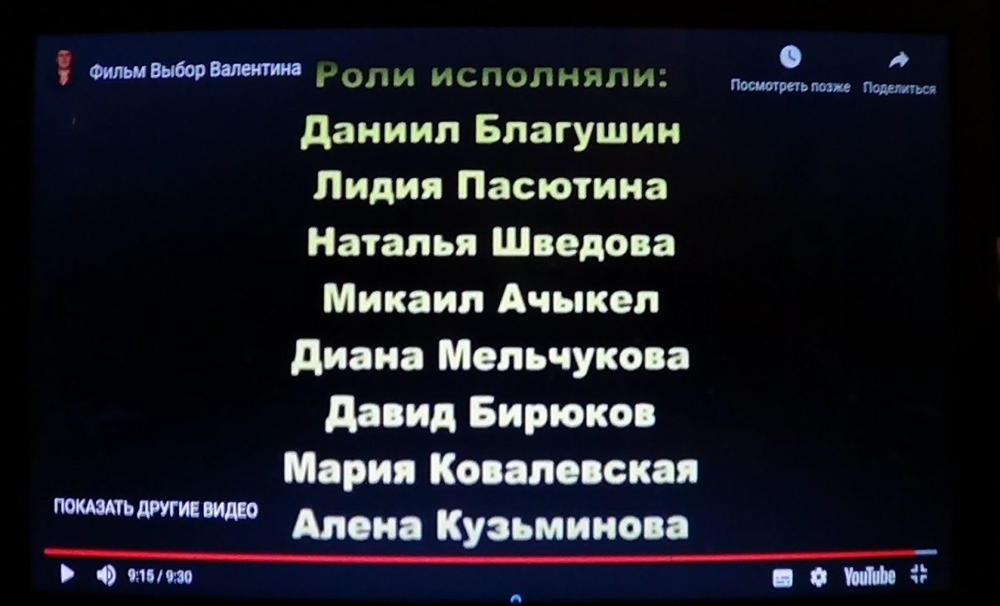 Фильм Выбор Валентина
Посмотреть позже
Поделиться
Роли исполняли:
Даниил Благушин
Лидия Пасютина
Наталья Шведова
Микаил Ачыкел
Диана Мельчукова
Давид Бирюков
Мария Ковалевская
Алена Кузьминова
ПОКАЗАТЬ ДРУГИЕ ВИДЕО
9:15 / 9:30
YouTube